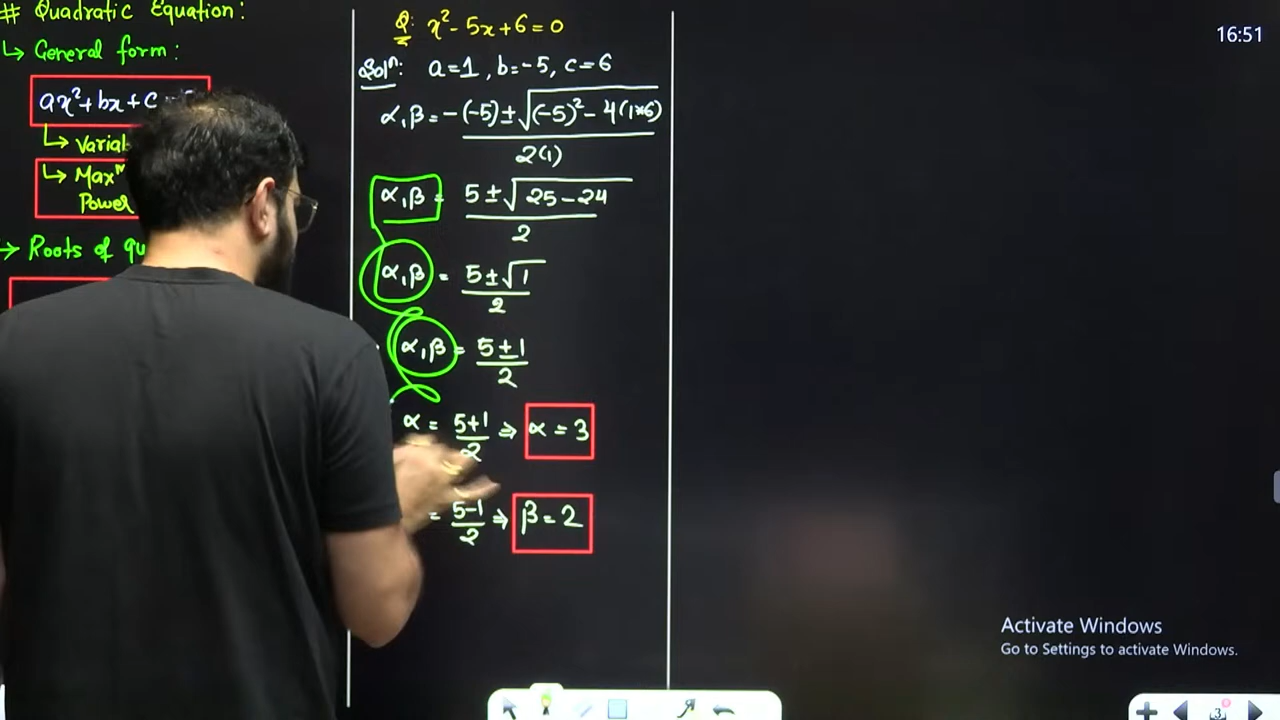 # Quadratic Equation:
↳ General form:
ax²+bx+c
↳ Variab
↳ Maxᵐ
Power
→ Roots of qu
Q: x²-5x+6=0
Solⁿ: a=1, b=-5, c=6
α,β = -(-5)±√(-5)²-4(1*6)
2(1)
α,β = 5±√25-24
2
α,β = 5±√1
2
α,β = 5±1
2
α = 5+1 ⇒ α = 3
2
= 5-1 ⇒ β = 2
2
16:51
Activate Windows
Go to Settings to activate Windows.
3